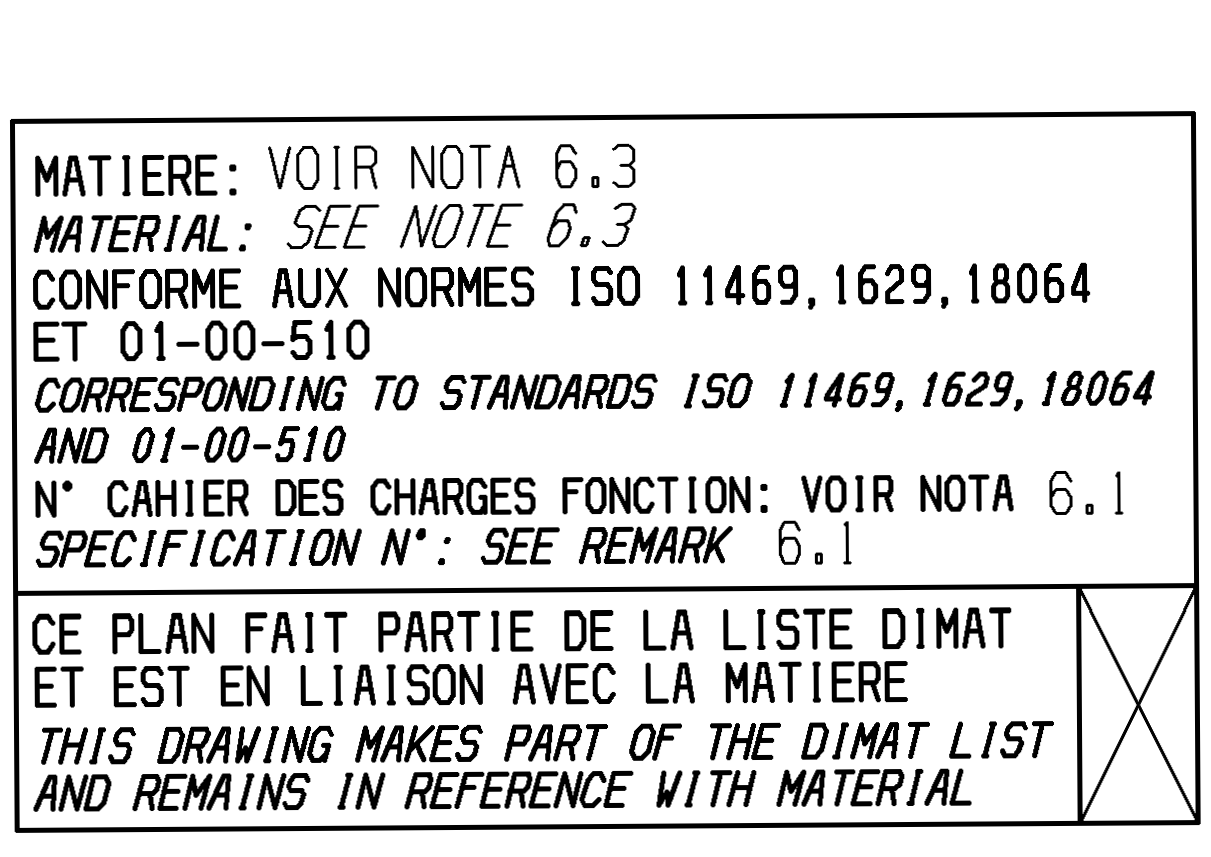 MATIERE: VOIR NOTA 6.3
MATERIAL: SEE NOTE 6.3
CONFORME AUX NORMES ISO 11469,1629,18064
ET 01-00-510
CORRESPONDING TO STANDARDS ISO 11469,1629,18064
AND 01-00-510
N° CAHIER DES CHARGES FONCTION: VOIR NOTA 6.1
SPECIFICATION N°: SEE REMARK 6.1
CE PLAN FAIT PARTIE DE LA LISTE DIMAT
ET EST EN LIAISON AVEC LA MATIERE
THIS DRAWING MAKES PART OF THE DIMAT LIST
AND REMAINS IN REFERENCE WITH MATERIAL